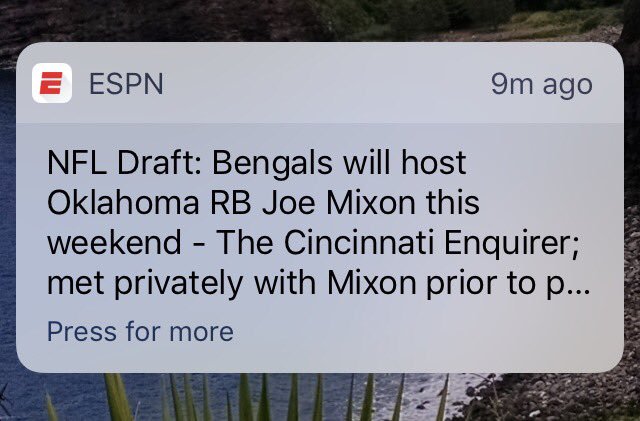 ESPN 9m ago
NFL Draft: Bengals will host
Oklahoma RB Joe Mixon this
weekend - The Cincinnati Enquirer;
met privately with Mixon prior to p...
Press for more